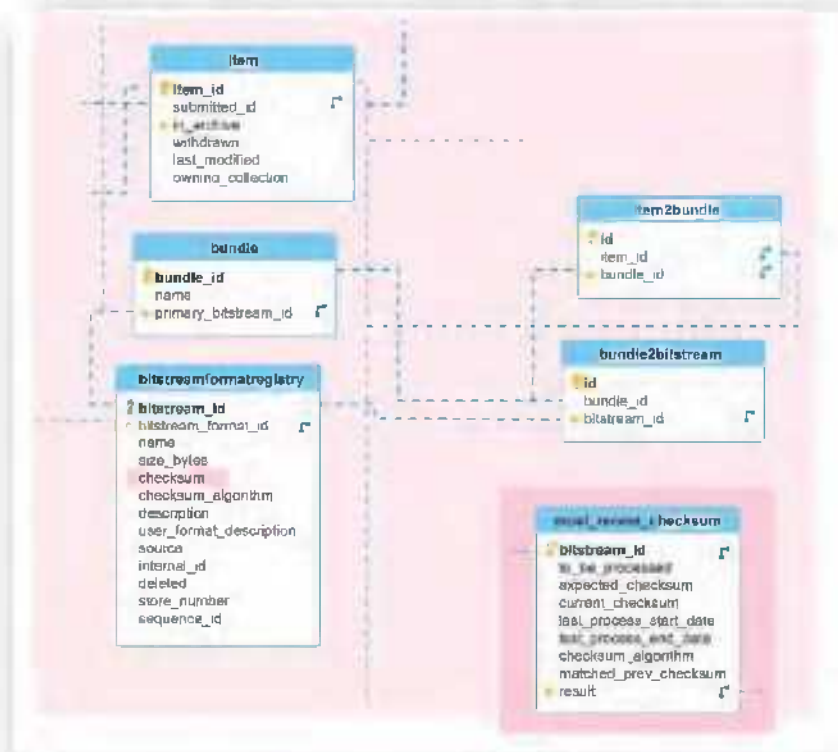 item
item_id
submitted_id
in_archive
withdrawn
last_modified
owning_collection
bundle
bundle_id
name
primary_bitstream_id
bitstreamformatregistry
bitstream_id
bitstream_format_id
name
size_bytes
checksum
checksum_algorithm
description
user_format_description
source
internal_id
deleted
store_number
sequence_id
item2bundle
id
item_id
bundle_id
bundle2bitstream
id
bundle_id
bitstream_id
most_recent_checksum
bitstream_id
to_be_processed
expected_checksum
current_checksum
last_process_start_date
last_process_end_date
checksum_algorithm
matched_prev_checksum
result